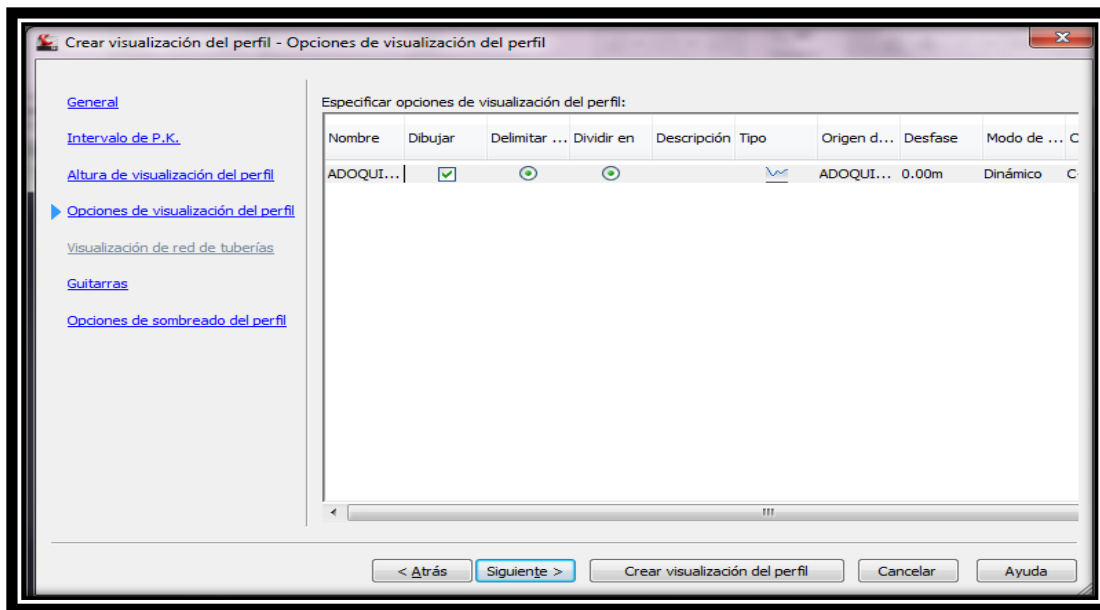 Crear visualización del perfil - Opciones de visualización del perfil
General
Intervalo de P.K.
Altura de visualización del perfil
Opciones de visualización del perfil
Visualización de red de tuberías
Guitarras
Opciones de sombreado del perfil
Especificar opciones de visualización del perfil:
Nombre Dibujar Delimitar ... Dividir en Descripción Tipo Origen d... Desfase Modo de ... C
ADOQUI... ADOQUI... 0.00m Dinámico C
< Atrás Siguiente > Crear visualización del perfil Cancelar Ayuda